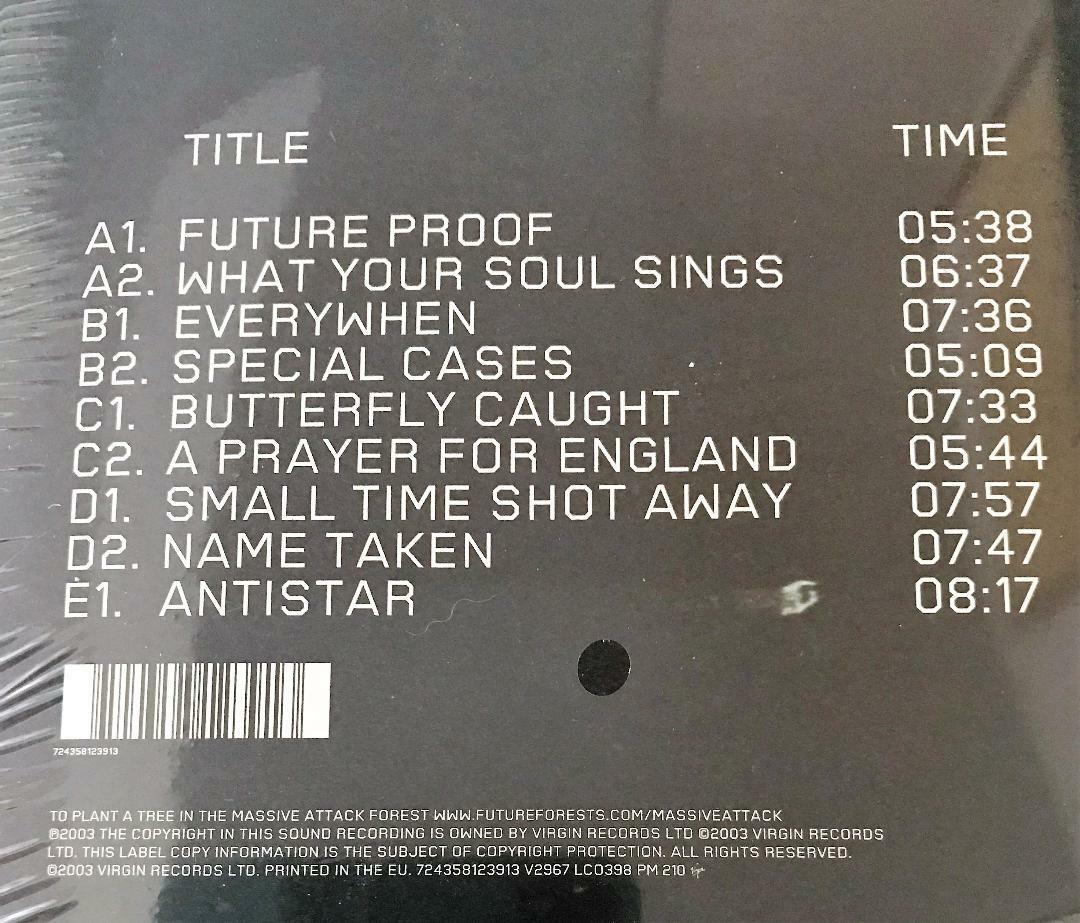 TITLE TIME
A1. FUTURE PROOF 05:38
A2. WHAT YOUR SOUL SINGS 06:37
B1. EVERYWHEN 07:36
B2. SPECIAL CASES 05:09
C1. BUTTERFLY CAUGHT 07:33
C2. A PRAYER FOR ENGLAND 05:44
D1. SMALL TIME SHOT AWAY 07:57
D2. NAME TAKEN 07:47
E1. ANTISTAR 08:17
724358123913
TO PLANT A TREE IN THE MASSIVE ATTACK FOREST WWW.FUTUREFORESTS.COM/MASSIVEATTACK
℗2003 THE COPYRIGHT IN THIS SOUND RECORDING IS OWNED BY VIRGIN RECORDS LTD ©2003 VIRGIN RECORDS
LTD. THIS LABEL COPY INFORMATION IS THE SUBJECT OF COPYRIGHT PROTECTION. ALL RIGHTS RESERVED.
©2003 VIRGIN RECORDS LTD. PRINTED IN THE EU. 724358123913 V2967 LC0398 PM 210